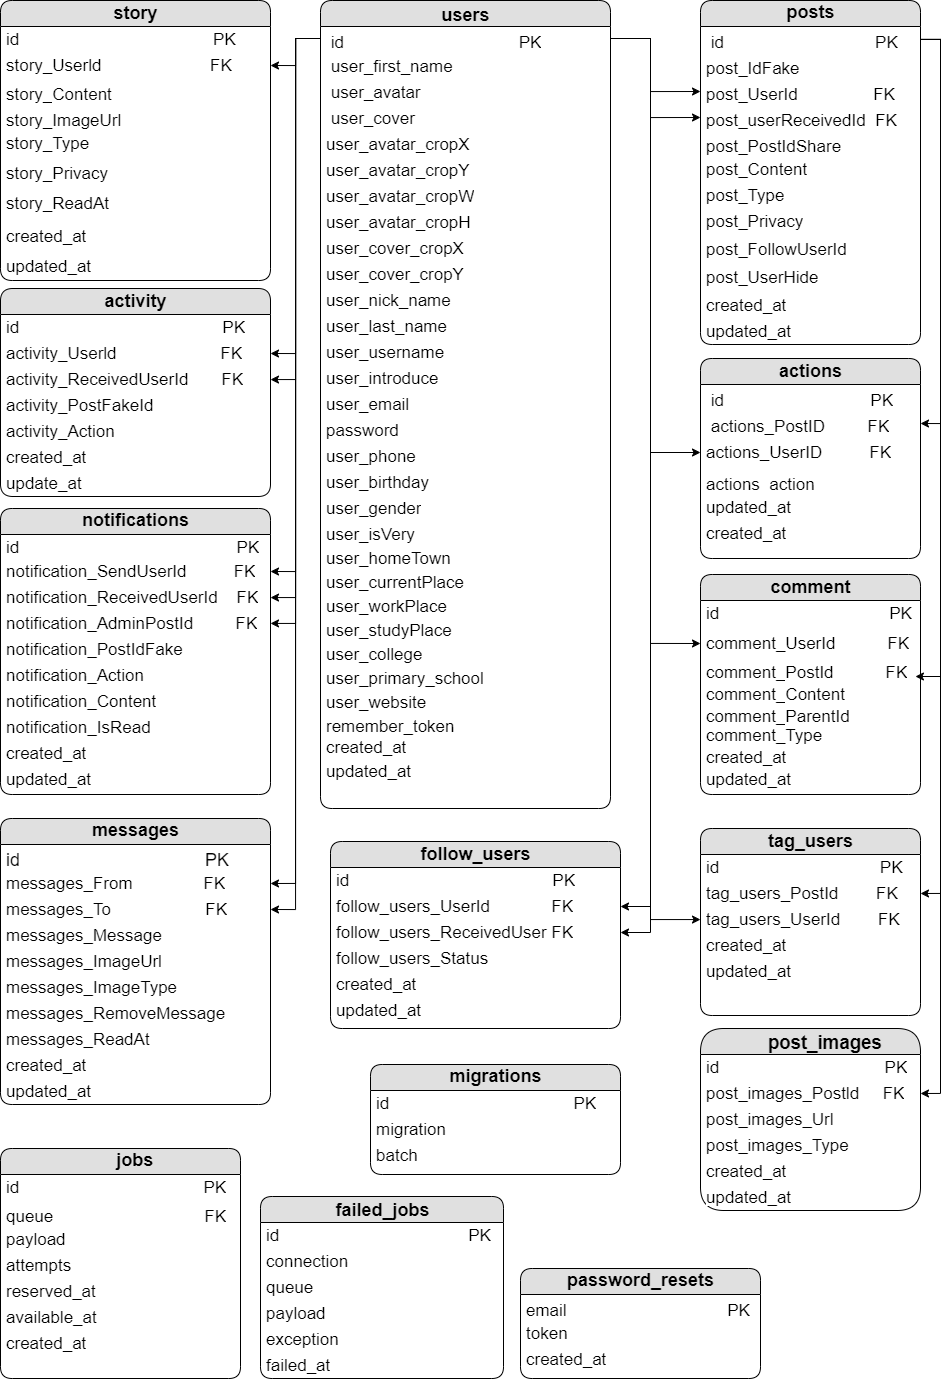 story
id PK
story_UserId FK
story_Content
story_ImageUrl
story_Type
story_Privacy
story_ReadAt
created_at
updated_at
activity
id PK
activity_UserId FK
activity_ReceivedUserId FK
activity_PostFakeId
activity_Action
created_at
update_at
notifications
id PK
notification_SendUserId FK
notification_ReceivedUserId FK
notification_AdminPostId FK
notification_PostIdFake
notification_Action
notification_Content
notification_IsRead
created_at
updated_at
messages
id PK
messages_From FK
messages_To FK
messages_Message
messages_ImageUrl
messages_ImageType
messages_RemoveMessage
messages_ReadAt
created_at
updated_at
jobs
id PK
queue FK
payload
attempts
reserved_at
available_at
created_at
users
id PK
user_first_name
user_avatar
user_cover
user_avatar_cropX
user_avatar_cropY
user_avatar_cropW
user_avatar_cropH
user_cover_cropX
user_cover_cropY
user_nick_name
user_last_name
user_username
user_introduce
user_email
password
user_phone
user_birthday
user_gender
user_isVery
user_homeTown
user_currentPlace
user_workPlace
user_studyPlace
user_college
user_primary_school
user_website
remember_token
created_at
updated_at
follow_users
id PK
follow_users_UserId FK
follow_users_ReceivedUser FK
follow_users_Status
created_at
updated_at
migrations
id PK
migration
batch
failed_jobs
id PK
connection
queue
payload
exception
failed_at
password_resets
email PK
token
created_at
posts
id PK
post_IdFake
post_UserId FK
post_userReceivedId FK
post_PostIdShare
post_Content
post_Type
post_Privacy
post_FollowUserId
post_UserHide
created_at
updated_at
actions
id PK
actions_PostID FK
actions_UserID FK
actions_action
updated_at
created_at
comment
id PK
comment_UserId FK
comment_PostId FK
comment_Content
comment_ParentId
comment_Type
created_at
updated_at
tag_users
id PK
tag_users_PostId FK
tag_users_UserId FK
created_at
updated_at
post_images
id PK
post_images_PostId FK
post_images_Url
post_images_Type
created_at
updated_at